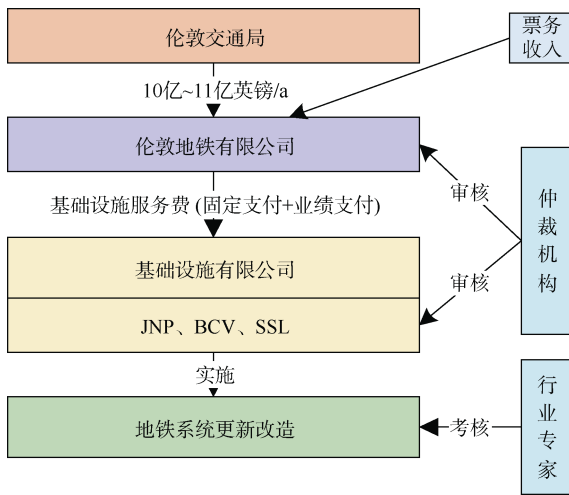 伦敦交通局
票务
收入
10亿~11亿英镑/a
伦敦地铁有限公司
审核
基础设施服务费 (固定支付+业绩支付)
仲
裁
机
构
基础设施有限公司
审核
JNP、BCV、SSL
实施
地铁系统更新改造
考核
行
业
专
家